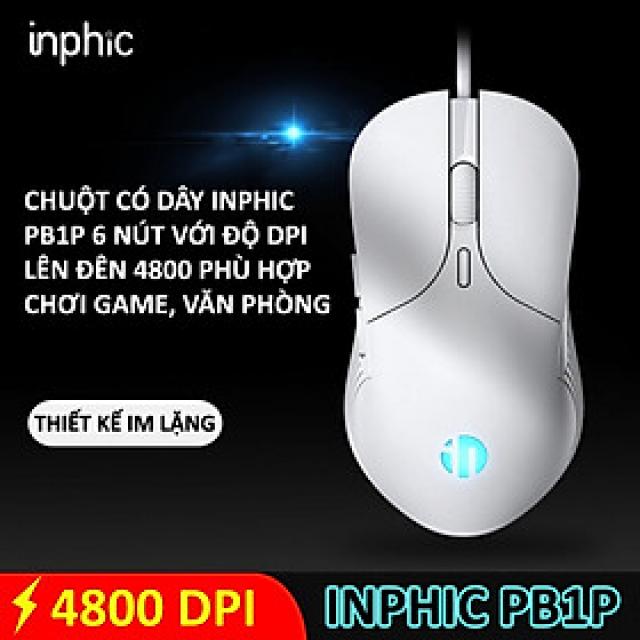 inphic
CHUỘT CÓ DÂY INPHIC
PB1P 6 NÚT VỚI ĐỘ DPI
LÊN ĐẾN 4800 PHÙ HỢP
CHƠI GAME, VĂN PHÒNG
THIẾT KẾ IM LẶNG
in
4800 DPI
INPHIC PB1P